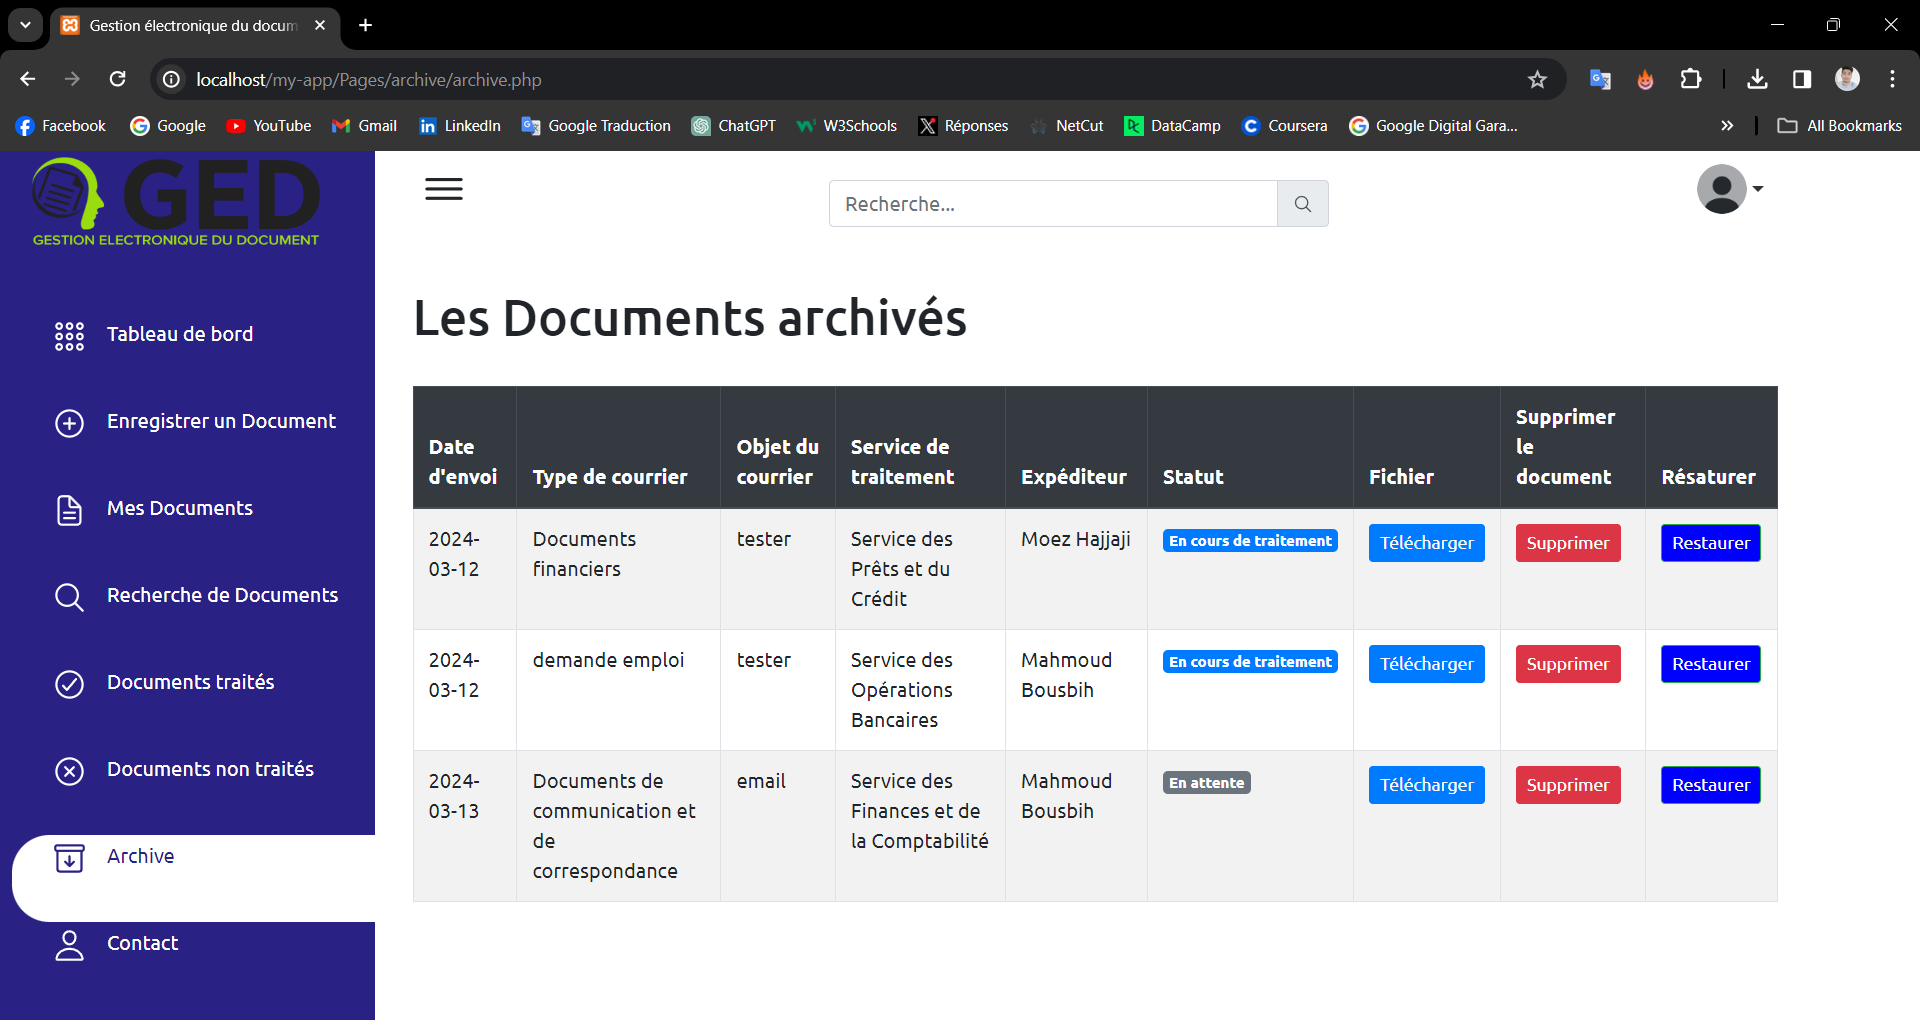 Gestion électronique du docum
localhost/my-app/Pages/archive/archive.php
Facebook
Google
YouTube
Gmail
LinkedIn
Google Traduction
ChatGPT
W3Schools
Réponses
NetCut
DataCamp
Coursera
Google Digital Gara...
All Bookmarks
GED
GESTION ELECTRONIQUE DU DOCUMENT
Tableau de bord
Enregistrer un Document
Mes Documents
Recherche de Documents
Documents traités
Documents non traités
Archive
Contact
Recherche...
Les Documents archivés
Date
d'envoi
Type de courrier
Objet du
courrier
Service de
traitement
Expéditeur
Statut
Fichier
Supprimer
le
document
Résaturer
2024-
03-12
Documents
financiers
tester
Service des
Prêts et du
Crédit
Moez Hajjaji
En cours de traitement
Télécharger
Supprimer
Restaurer
2024-
03-12
demande emploi
tester
Service des
Opérations
Bancaires
Mahmoud
Bousbih
En cours de traitement
Télécharger
Supprimer
Restaurer
2024-
03-13
Documents de
communication et
de
correspondance
email
Service des
Finances et de
la Comptabilité
Mahmoud
Bousbih
En attente
Télécharger
Supprimer
Restaurer